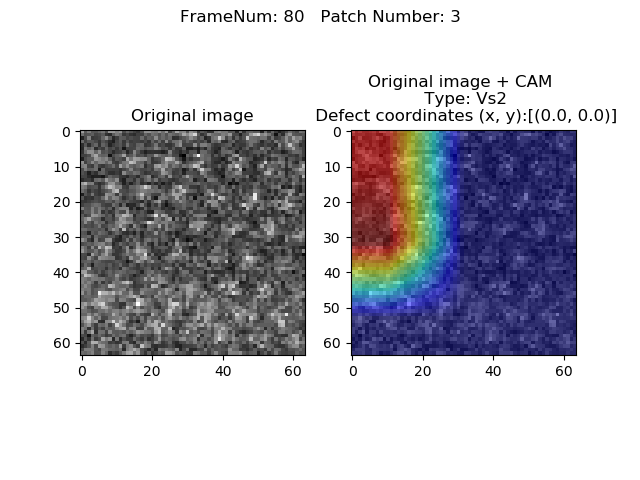 FrameNum: 80   Patch Number: 3
Original image
0
10
20
30
40
50
60
0 20 40 60
Original image + CAM
Type: Vs2
Defect coordinates (x, y):[(0.0, 0.0)]
0
10
20
30
40
50
60
0 20 40 60